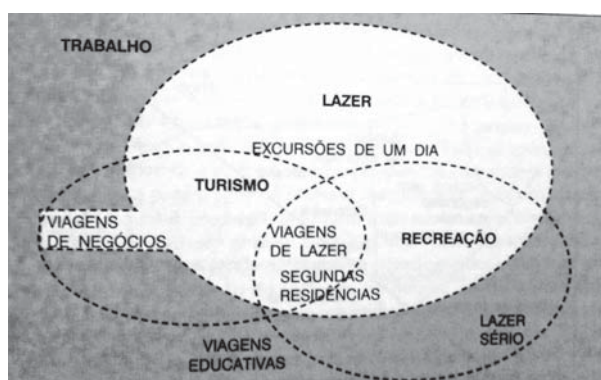 TRABALHO
LAZER
EXCURSÕES DE UM DIA
TURISMO
VIAGENS
DE NEGÓCIOS
VIAGENS
DE LAZER
RECREAÇÃO
SEGUNDAS
RESIDÊNCIAS
LAZER
SÉRIO
VIAGENS
EDUCATIVAS